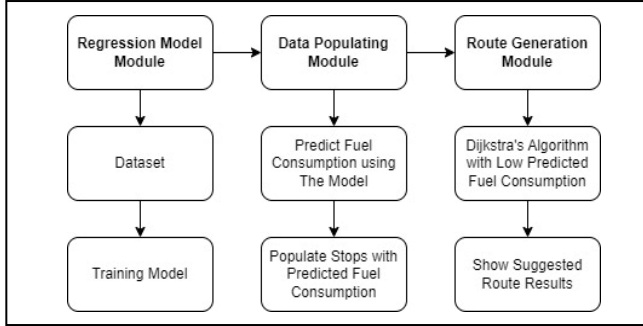 Regression Model
Module
Data Populating
Module
Route Generation
Module
Dataset
Predict Fuel
Consumption using
The Model
Dijkstra's Algorithm
with Low Predicted
Fuel Consumption
Training Model
Populate Stops with
Predicted Fuel
Consumption
Show Suggested
Route Results